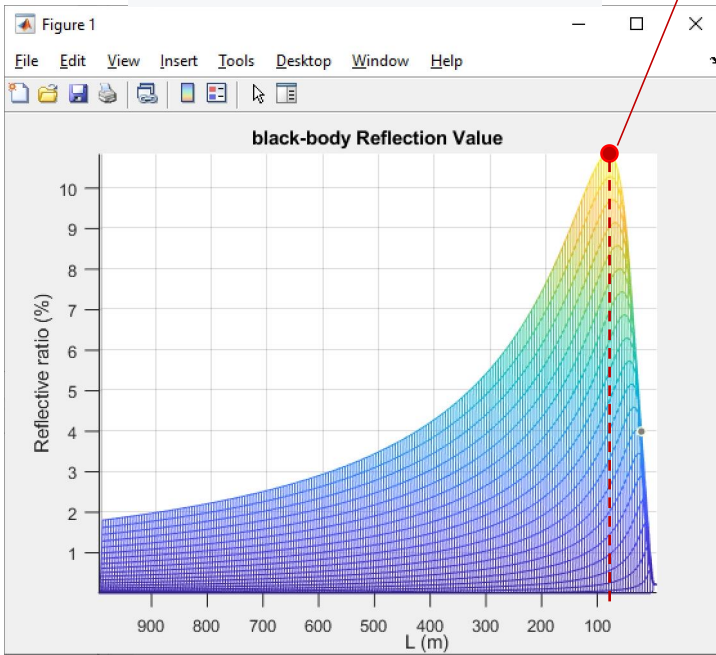 Figure 1
File Edit View Insert Tools Desktop Window Help
black-body Reflection Value
Reflective ratio (%)
10
9
8
7
6
5
4
3
2
1
900 800 700 600 500 400 300 200 100
L (m)